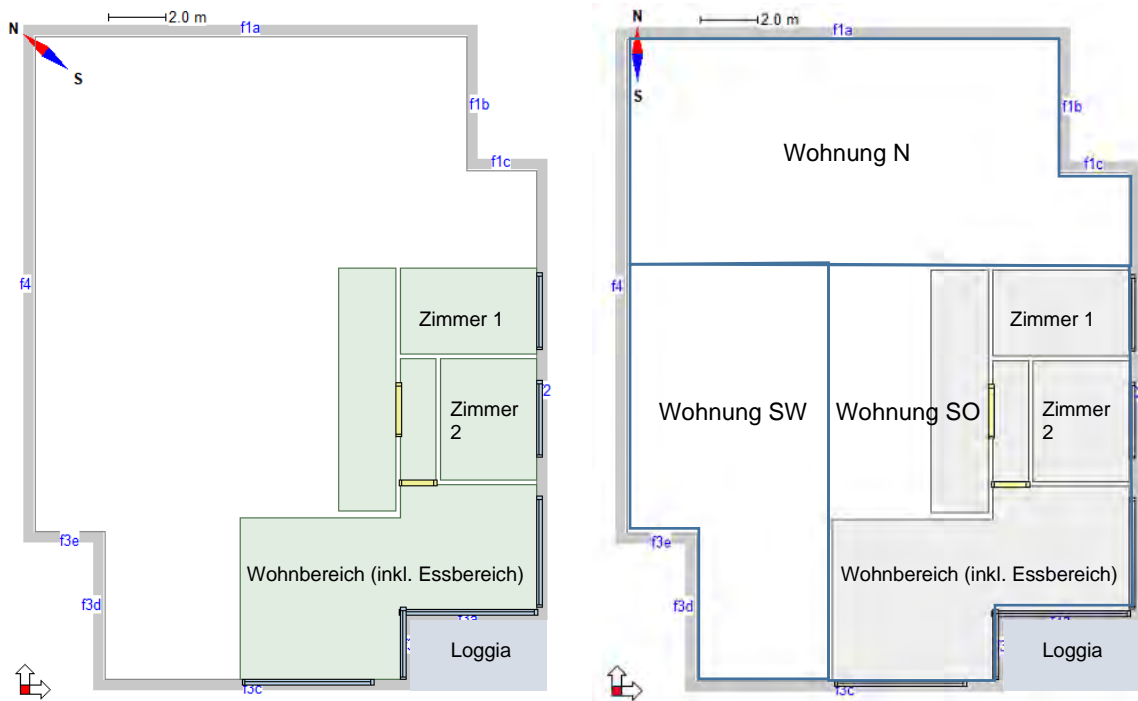 2.0 m
f1a
N
S
f1b
f1c
f4
Zimmer 1
2
Zimmer
2
f3e
Wohnbereich (inkl. Essbereich)
f3d
Loggia
f3c
2.0 m
f1a
N
S
f1b
Wohnung N
f1c
f4
Zimmer 1
Wohnung SW
Wohnung SO
Zimmer
2
f3e
Wohnbereich (inkl. Essbereich)
f3d
Loggia
f3c